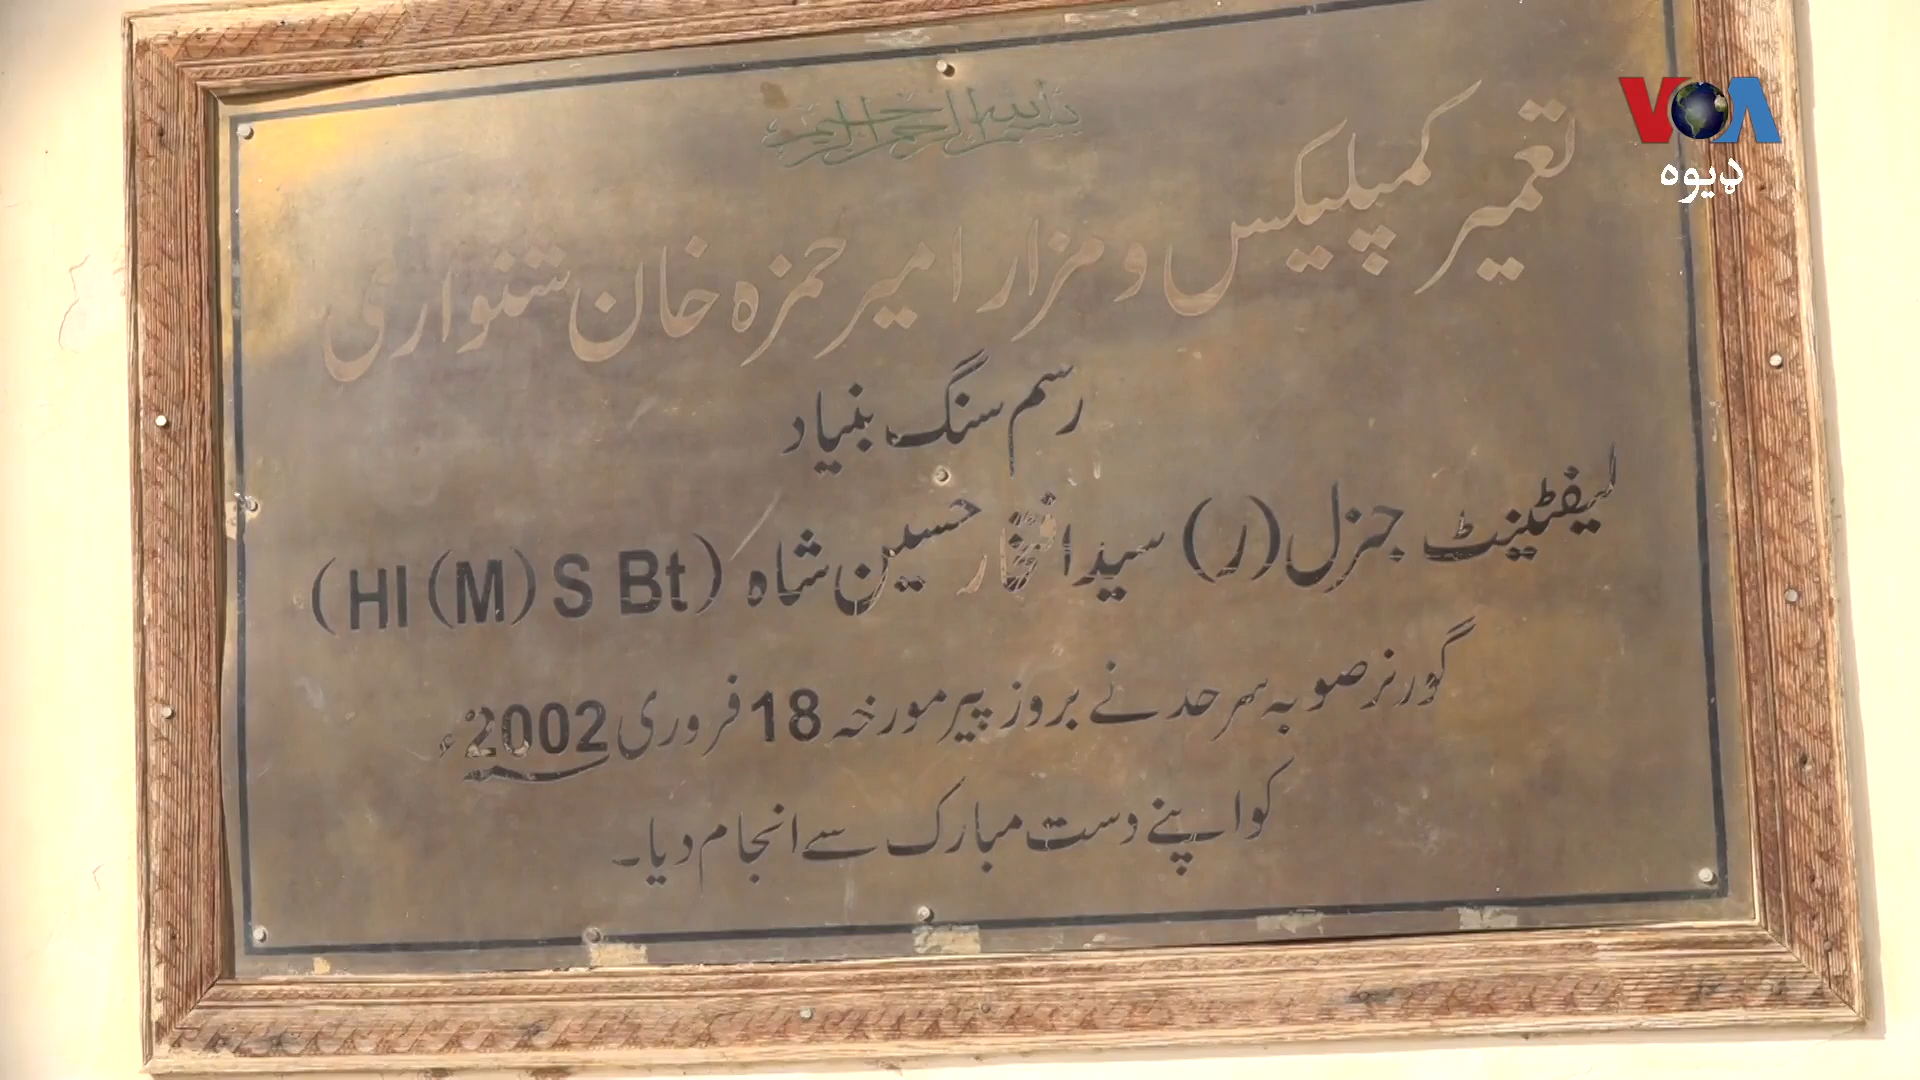 بسم الله الرحمن الرحيم
تعمیر کمپلیکس و مزار امیر حمزہ خان شنواری
رسم سنگ بنیاد
لیفٹیننٹ جنرل (ر) سید افتخار حسین شاہ (HI (M) S Bt)
گورنر صوبہ سرحد نے بروز پیر مورخہ 18 فروری 2002ء
کو اپنے دست مبارک سے انجام دیا۔
VOA
ډیوه